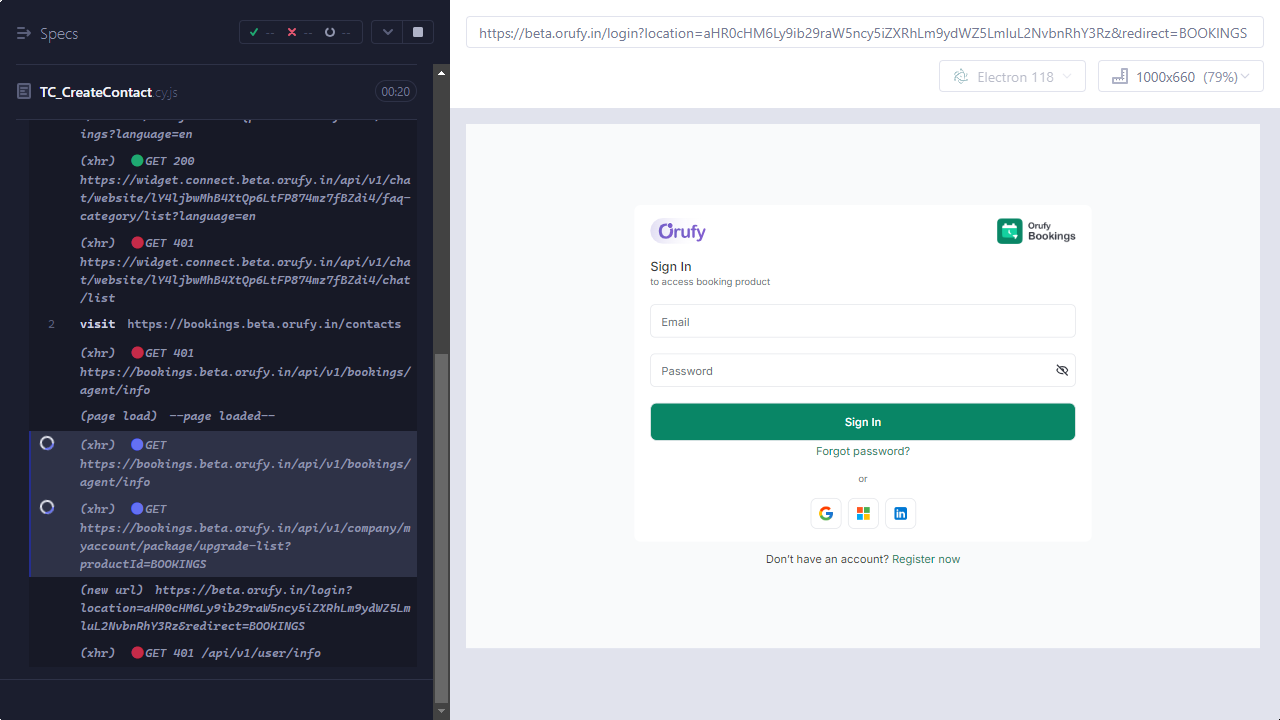 Specs
--
--
--
https://beta.orufy.in/login?location=aHR0cHM6Ly9ib29raW5ncy5iZXRhLm9ydWZ5LmluL2NvbnRhY3Rz&redirect=BOOKINGS
Electron 118
1000x660 (79%)
TC_CreateContact.cy.js
00:20
ings?language=en
(xhr) GET 200
https://widget.connect.beta.orufy.in/api/v1/cha
t/website/lY4ljbwMhB4XtQp6LtFP874mz7fBZdi4/faq-
category/list?language=en
(xhr) GET 401
https://widget.connect.beta.orufy.in/api/v1/cha
t/website/lY4ljbwMhB4XtQp6LtFP874mz7fBZdi4/chat
/list
2 visit https://bookings.beta.orufy.in/contacts
(xhr) GET 401
https://bookings.beta.orufy.in/api/v1/bookings/
agent/info
(page load) --page loaded--
(xhr) GET
https://bookings.beta.orufy.in/api/v1/bookings/
agent/info
(xhr) GET
https://bookings.beta.orufy.in/api/v1/company/m
yaccount/package/upgrade-list?
productId=BOOKINGS
(new url) https://beta.orufy.in/login?
location=aHR0cHM6Ly9ib29raW5ncy5iZXRhLm9ydWZ5Lm
luL2NvbnRhY3Rz&redirect=BOOKINGS
(xhr) GET 401 /api/v1/user/info
Orufy
Orufy
Bookings
Sign In
to access booking product
Email
Password
Sign In
Forgot password?
or
Don't have an account? Register now